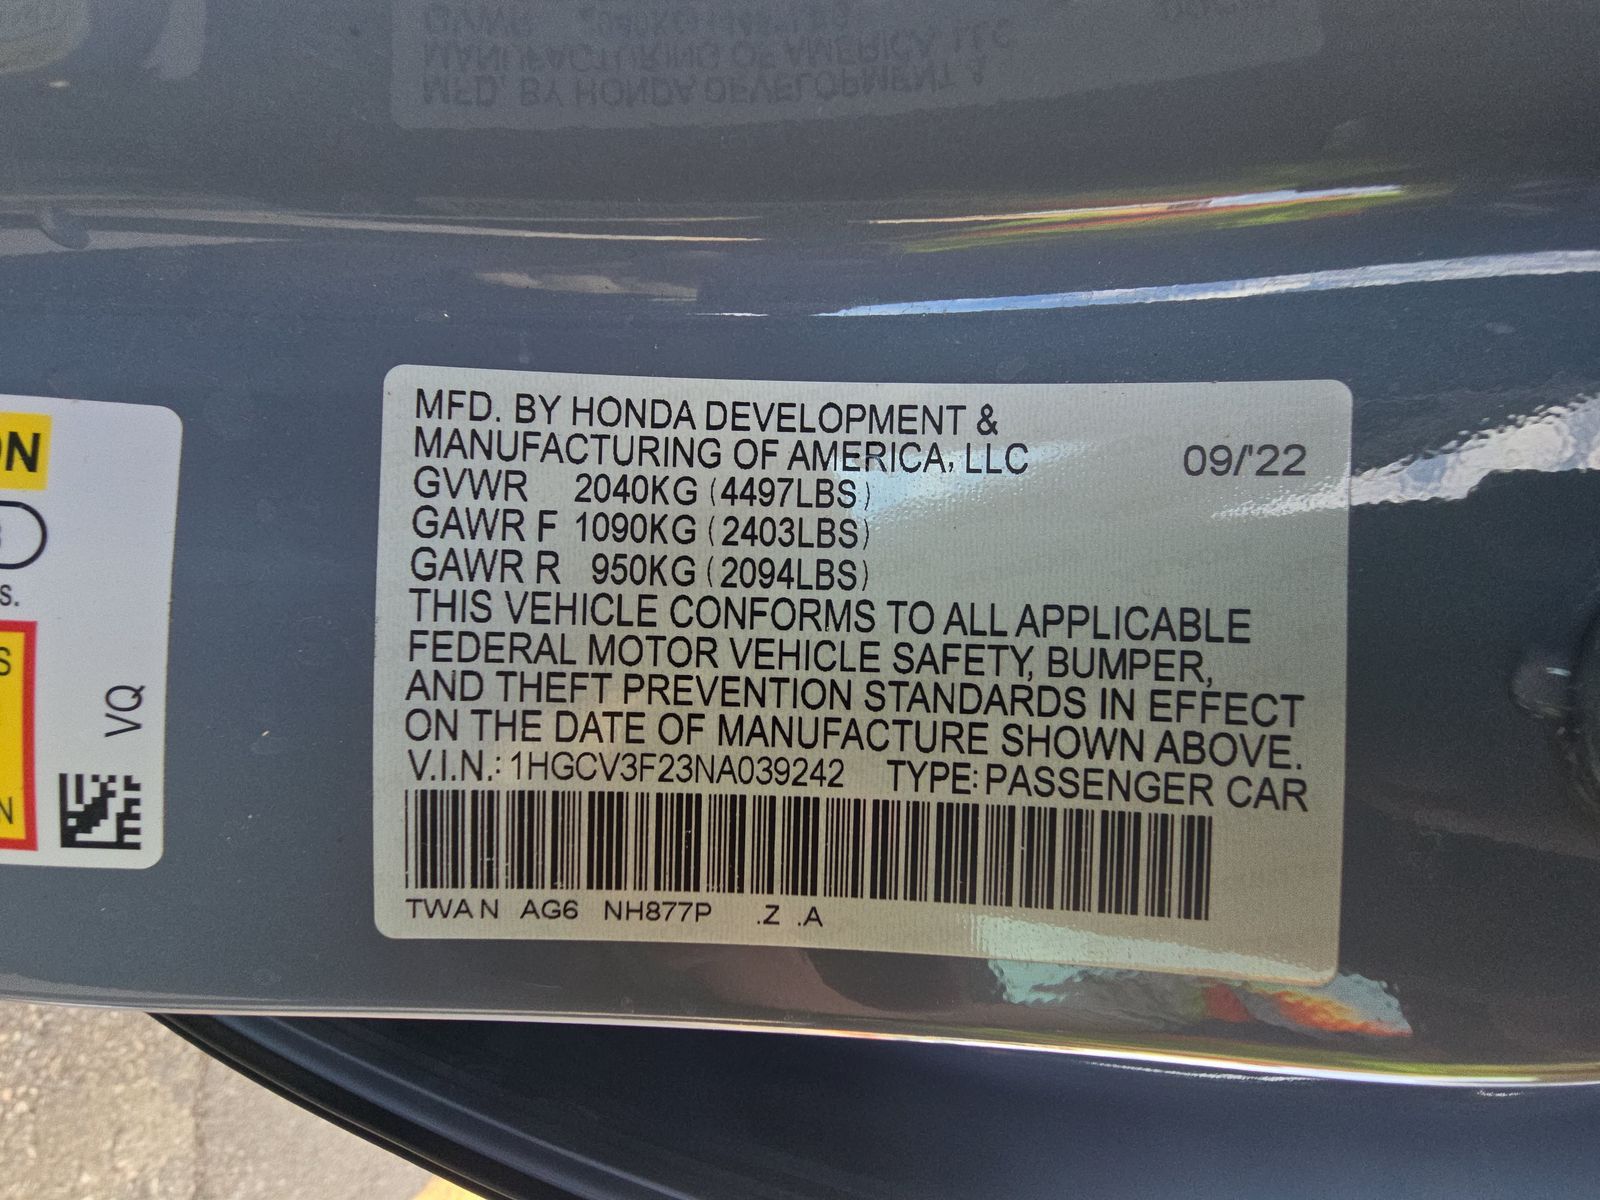 MFD. BY HONDA DEVELOPMENT &
MANUFACTURING OF AMERICA, LLC 09/'22
GVWR 2040KG (4497LBS)
GAWR F 1090KG (2403LBS)
GAWR R 950KG (2094LBS)
THIS VEHICLE CONFORMS TO ALL APPLICABLE
FEDERAL MOTOR VEHICLE SAFETY, BUMPER,
AND THEFT PREVENTION STANDARDS IN EFFECT
ON THE DATE OF MANUFACTURE SHOWN ABOVE.
V.I.N.: 1HGCV3F23NA039242 TYPE: PASSENGER CAR
TWAN AG6 NH877P .Z .A
VQ